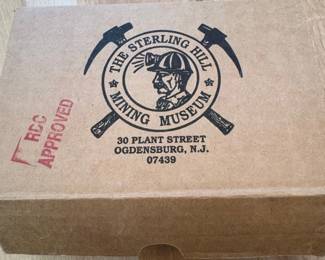 THE STERLING HILL
MINING MUSEUM
30 PLANT STREET
OGDENSBURG, N.J.
07439
RCC
APPROVED